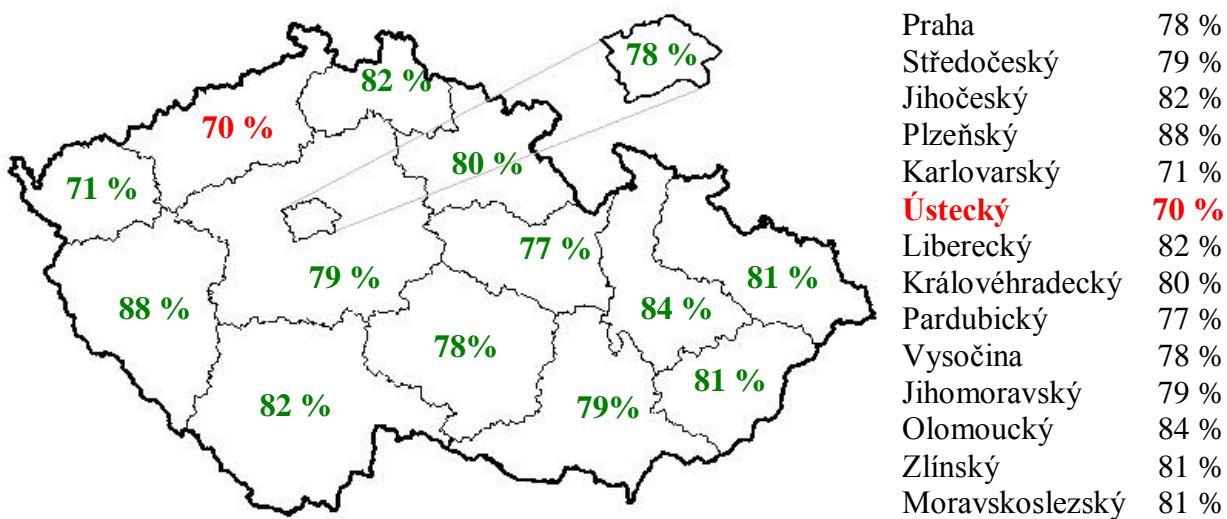 78 %
82 %
70 %
80 %
71 %
77 %
79 %
81 %
88 %
84 %
78%
81 %
82 %
79%
Praha 78 %
Středočeský 79 %
Jihočeský 82 %
Plzeňský 88 %
Karlovarský 71 %
Ústecký 70 %
Liberecký 82 %
Královéhradecký 80 %
Pardubický 77 %
Vysočina 78 %
Jihomoravský 79 %
Olomoucký 84 %
Zlínský 81 %
Moravskoslezský 81 %